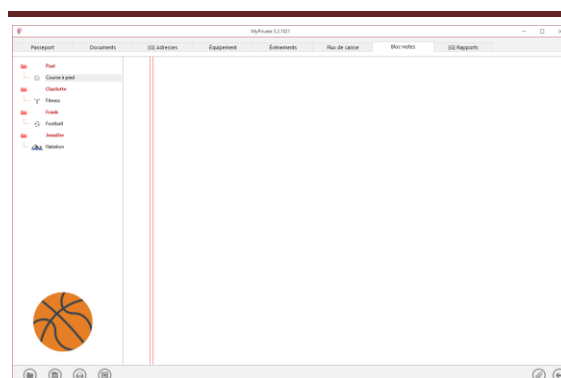 MyPrivate 5.2.1021
Passeport Documents [G] Adresses Équipement Événements Flux de caisse Bloc-notes [G] Rapports
Paul
Course à pied
Charlotte
Fitness
Frank
Football
Jennifer
Natation